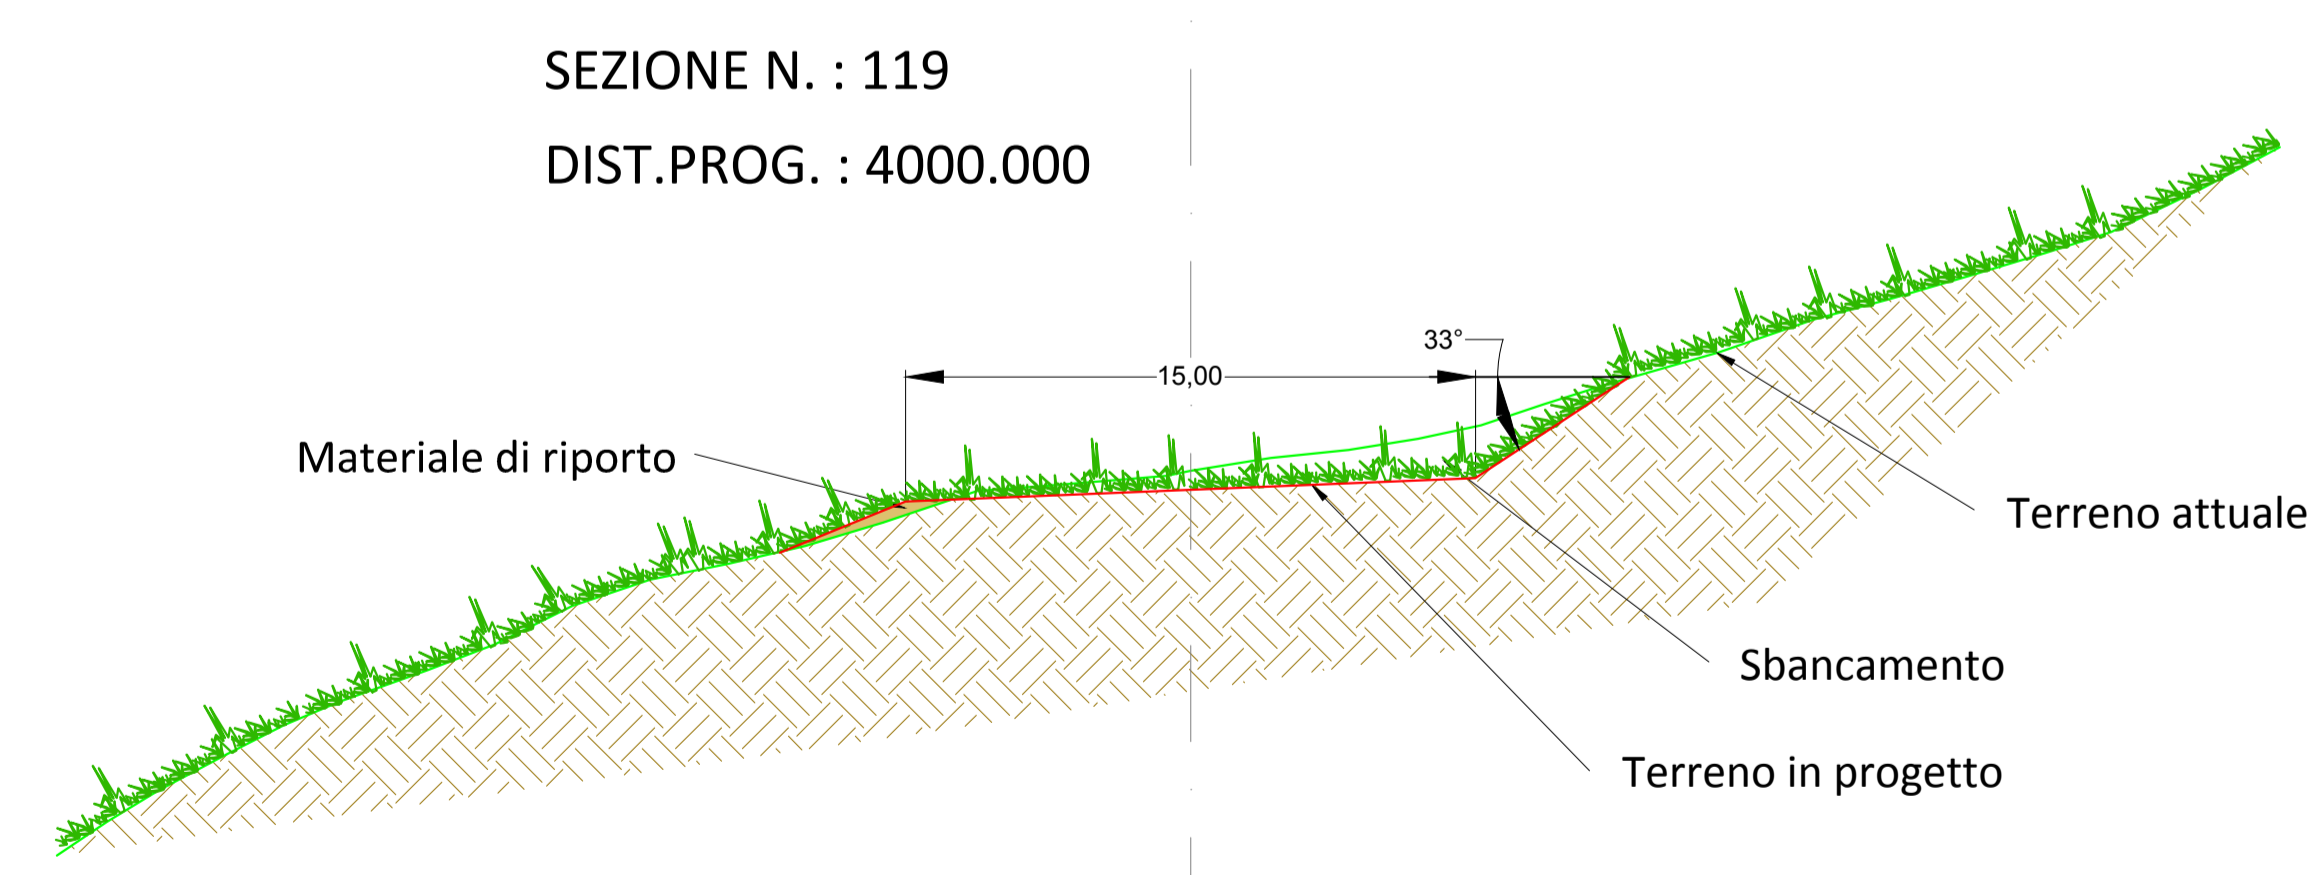 SEZIONE N. : 119
DIST.PROG. : 4000.000
33°
15,00
Materiale di riporto
Terreno attuale
Sbancamento
Terreno in progetto